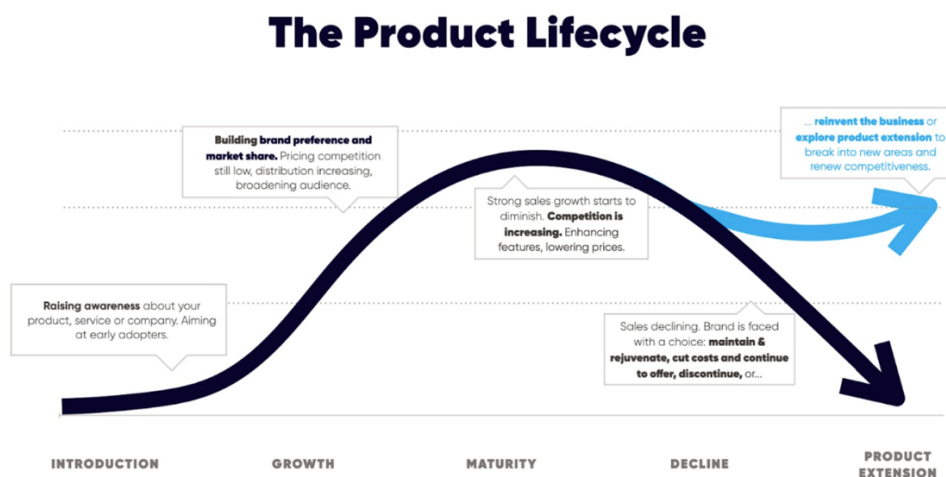 The Product Lifecycle
Building brand preference and
market share. Pricing competition
still low, distribution increasing,
broadening audience.
... reinvent the business or
explore product extension to
break into new areas and
renew competitiveness.
Strong sales growth starts to
diminish. Competition is
increasing. Enhancing
features, lowering prices.
Raising awareness about your
product, service or company. Aiming
at early adopters.
Sales declining. Brand is faced
with a choice: maintain &
rejuvenate, cut costs and continue
to offer, discontinue, or...
INTRODUCTION
GROWTH
MATURITY
DECLINE
PRODUCT
EXTENSION